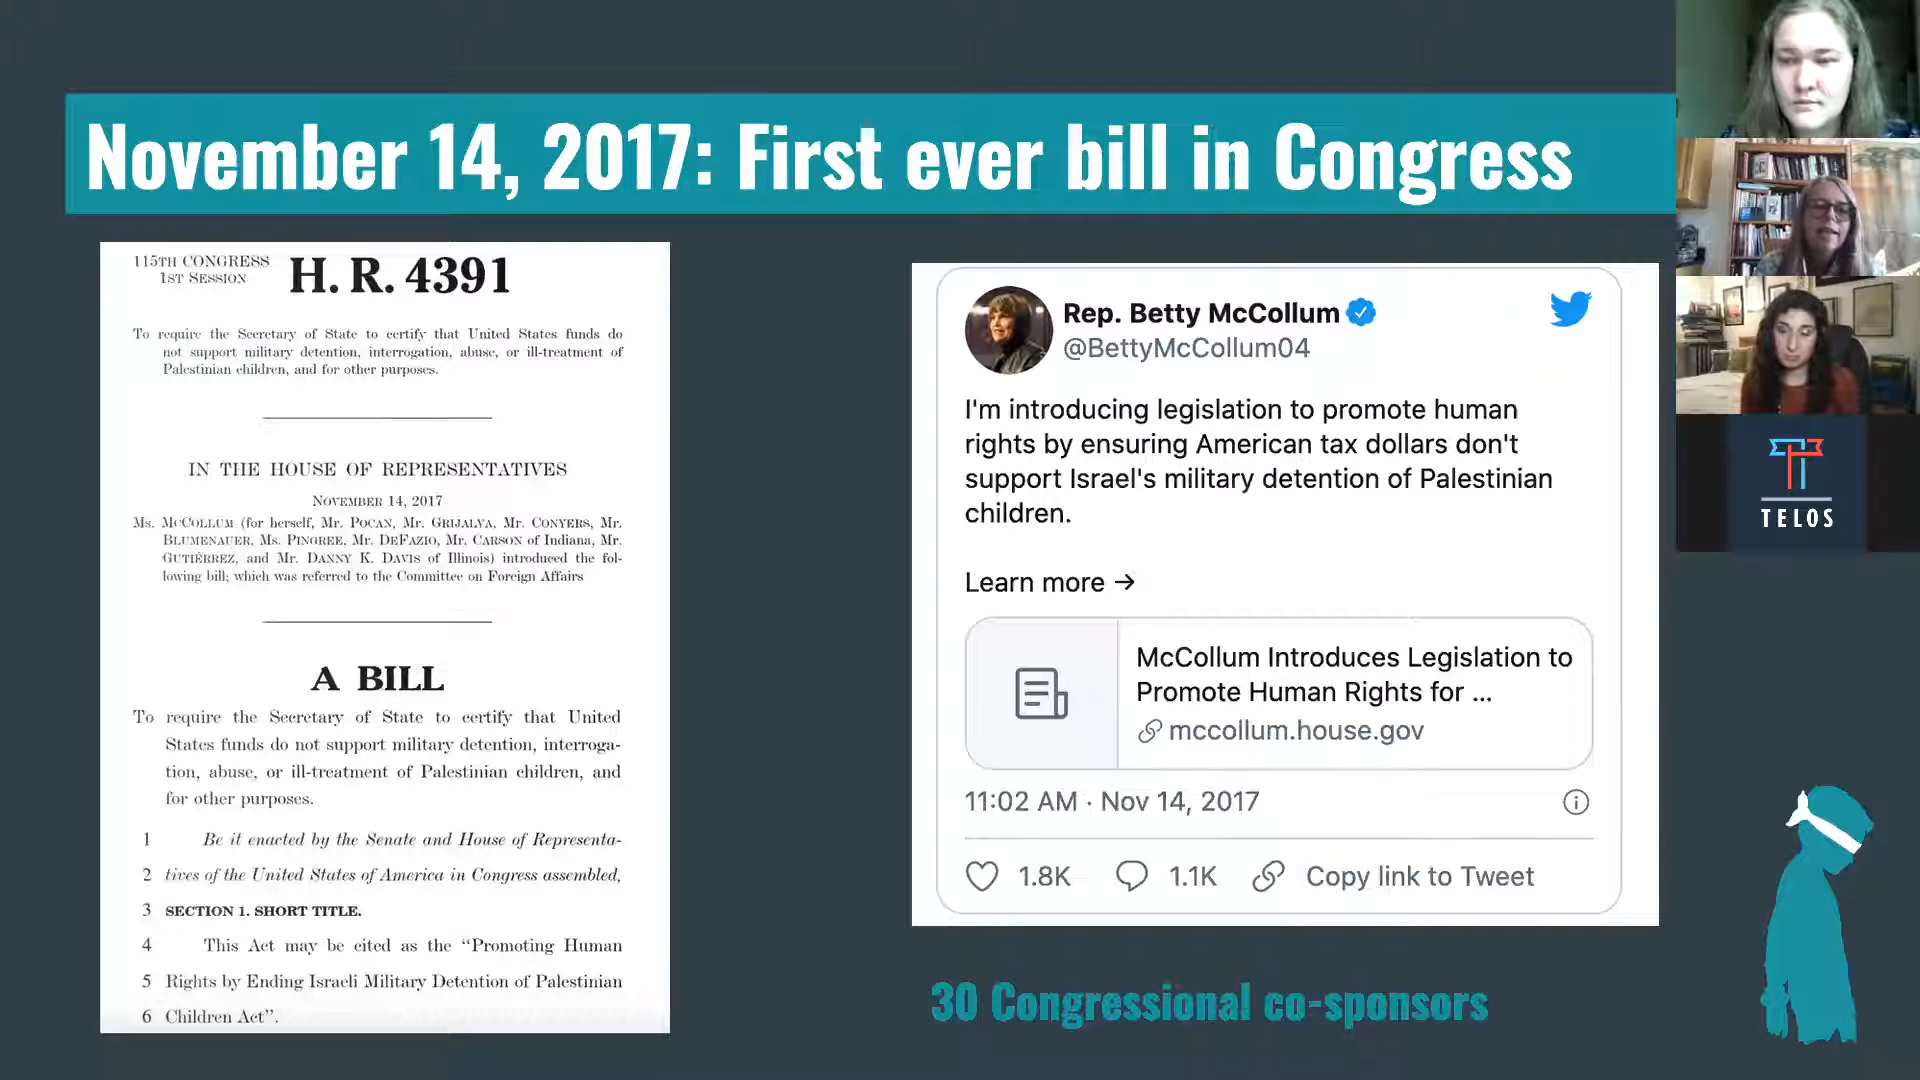 November 14, 2017: First ever bill in Congress
115TH CONGRESS
1ST SESSION
H. R. 4391
To require the Secretary of State to certify that United States funds do
not support military detention, interrogation, abuse, or ill-treatment of
Palestinian children, and for other purposes.
IN THE HOUSE OF REPRESENTATIVES
NOVEMBER 14, 2017
Ms. MCCOLLUM (for herself, Mr. POCAN, Mr. GRIJALVA, Mr. CONYERS, Mr.
BLUMENAUER, Ms. PINGREE, Mr. DEFAZIO, Mr. CARSON of Indiana, Mr.
GUTIÉRREZ, and Mr. DANNY K. DAVIS of Illinois) introduced the fol-
lowing bill; which was referred to the Committee on Foreign Affairs
A BILL
To require the Secretary of State to certify that United
States funds do not support military detention, interroga-
tion, abuse, or ill-treatment of Palestinian children, and
for other purposes.
1 Be it enacted by the Senate and House of Representa-
2 tives of the United States of America in Congress assembled,
3 SECTION 1. SHORT TITLE.
4 This Act may be cited as the “Promoting Human
5 Rights by Ending Israeli Military Detention of Palestinian
6 Children Act”.
Rep. Betty McCollum
@BettyMcCollum04
I'm introducing legislation to promote human
rights by ensuring American tax dollars don't
support Israel's military detention of Palestinian
children.
Learn more →
McCollum Introduces Legislation to
Promote Human Rights for ...
mccollum.house.gov
11:02 AM · Nov 14, 2017
1.8K 1.1K Copy link to Tweet
30 Congressional co-sponsors
TELOS